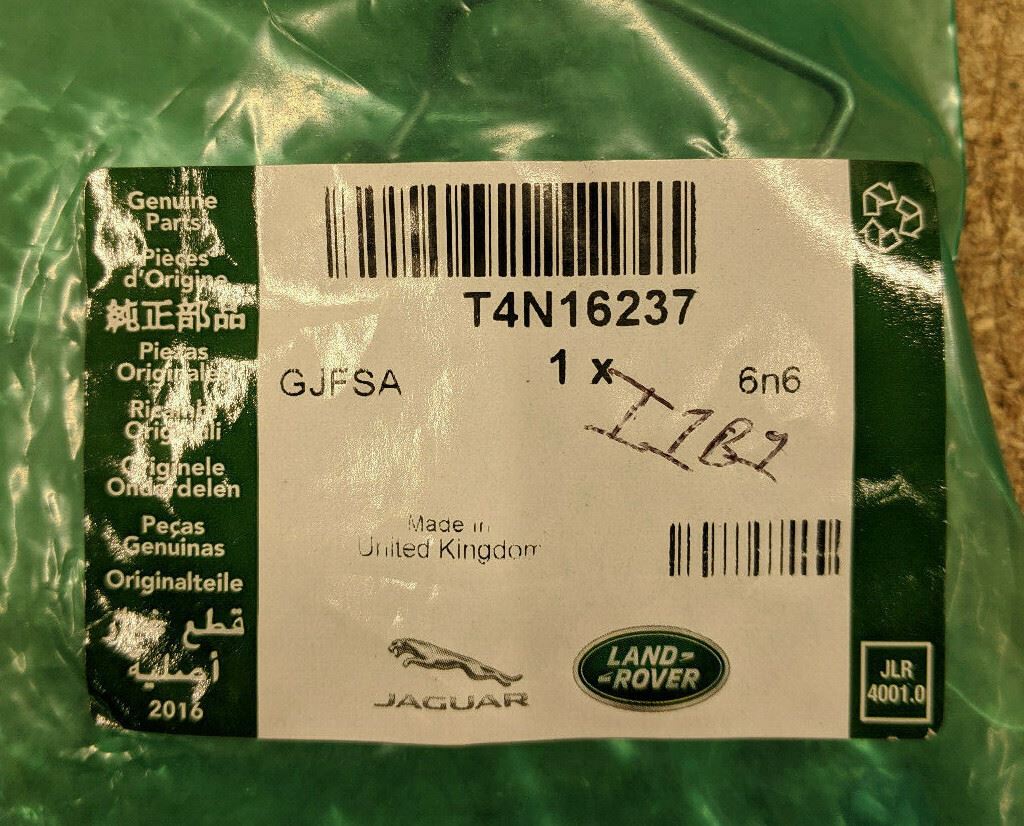 Genuine
Parts
Pièces
d'Origine
純正部品
Piezas
Originales
Ricambi
Originali
Originele
Onderdelen
Peças
Genuínas
Originalteile
قطع غيار
أصلية
2016
T4N16237
1 x
GJFSA
6n6
Made in
United Kingdom
JAGUAR
LAND-
-ROVER
JLR
4001.0